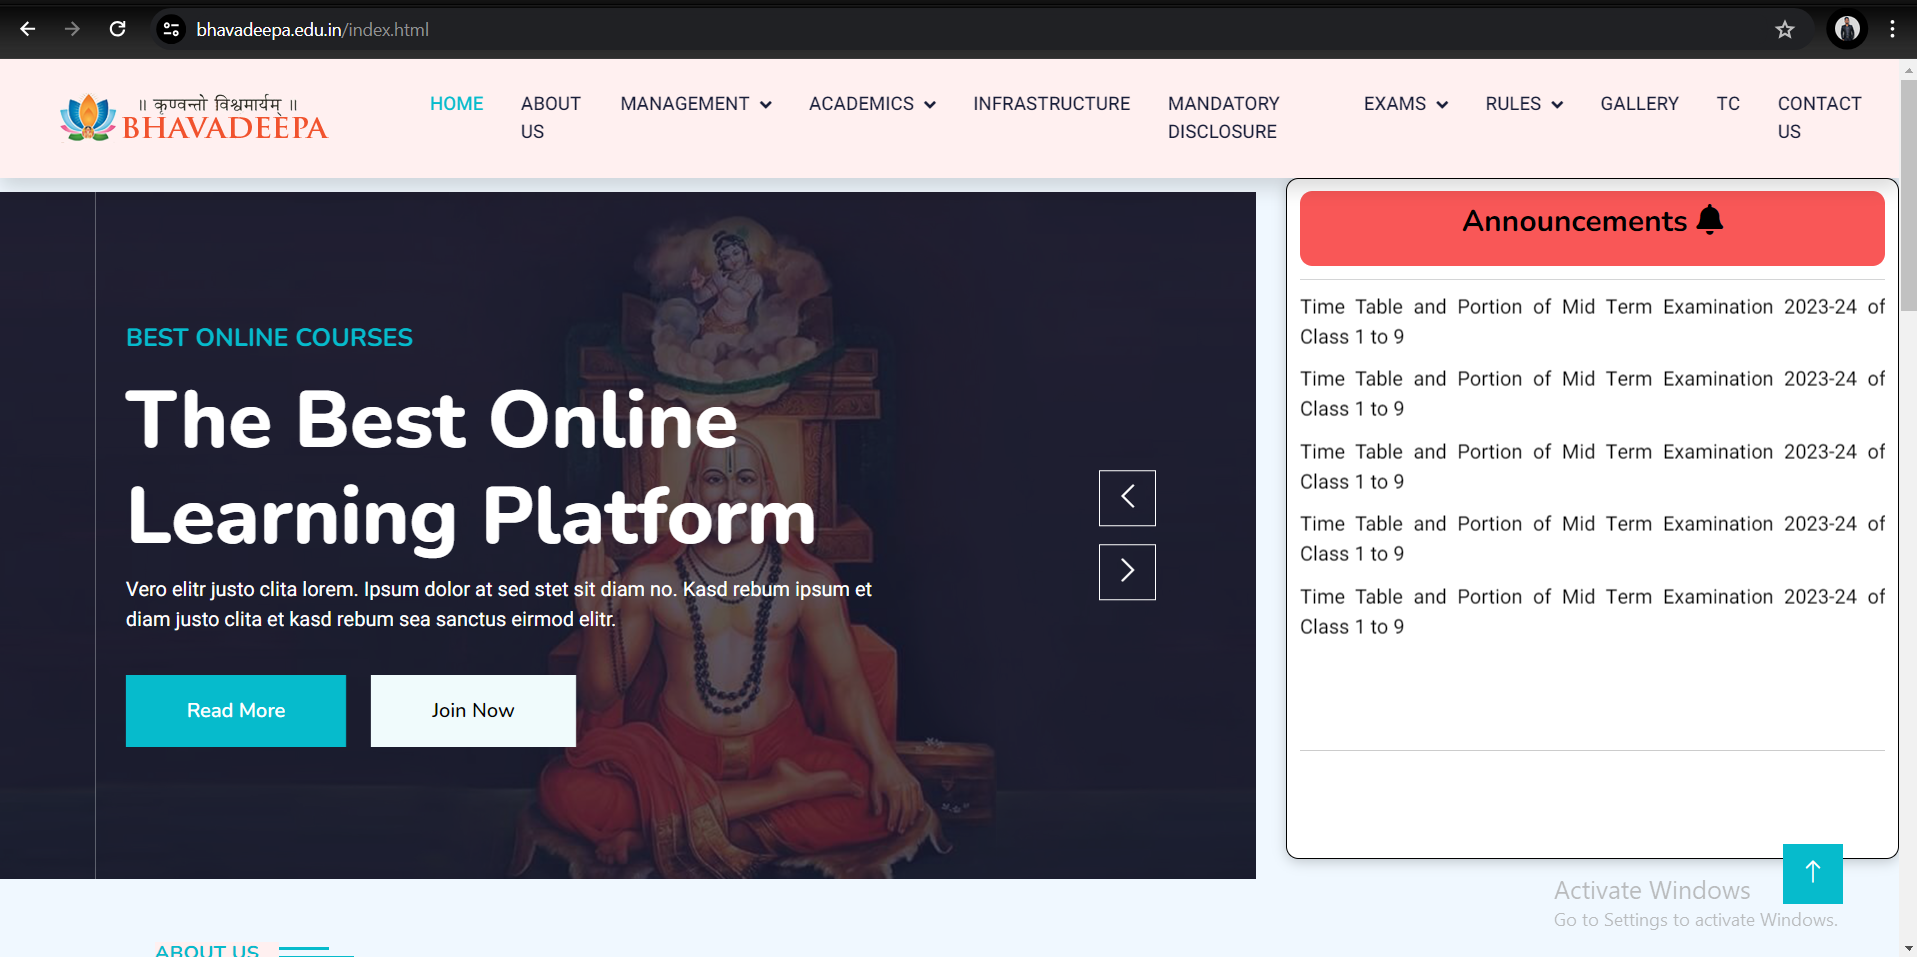 bhavadeepa.edu.in/index.html
॥ कृण्वन्तो विश्वमार्यम् ॥
BHAVADEEPA
HOME
ABOUT
US
MANAGEMENT
ACADEMICS
INFRASTRUCTURE
MANDATORY
DISCLOSURE
EXAMS
RULES
GALLERY
TC
CONTACT
US
BEST ONLINE COURSES
The Best Online
Learning Platform
Vero elitr justo clita lorem. Ipsum dolor at sed stet sit diam no. Kasd rebum ipsum et
diam justo clita et kasd rebum sea sanctus eirmod elitr.
Read More
Join Now
Announcements
Time Table and Portion of Mid Term Examination 2023-24 of
Class 1 to 9
Time Table and Portion of Mid Term Examination 2023-24 of
Class 1 to 9
Time Table and Portion of Mid Term Examination 2023-24 of
Class 1 to 9
Time Table and Portion of Mid Term Examination 2023-24 of
Class 1 to 9
Time Table and Portion of Mid Term Examination 2023-24 of
Class 1 to 9
Activate Windows
Go to Settings to activate Windows.
ABOUT US